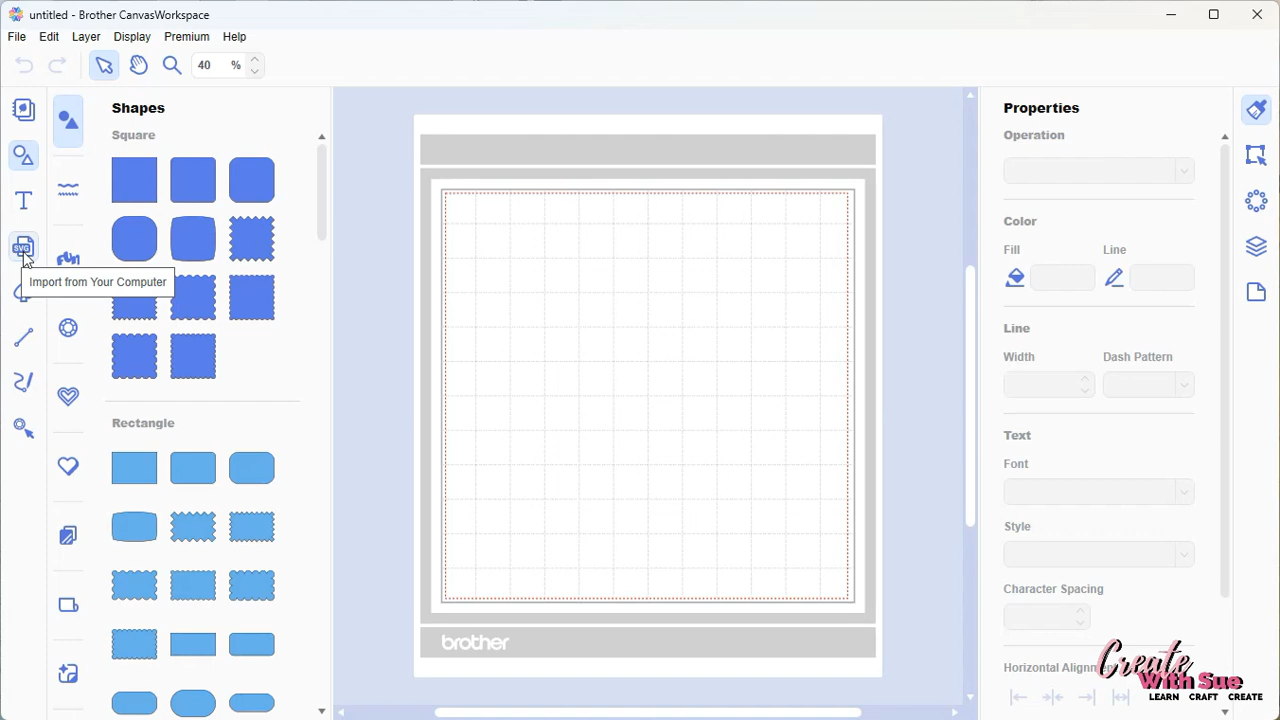 untitled - Brother CanvasWorkspace
File Edit Layer Display Premium Help
40 %
Shapes
Square
SVG
Import from Your Computer
Rectangle
brother
Properties
Operation
Color
Fill Line
Line
Width Dash Pattern
Text
Font
Style
Character Spacing
Horizontal Alignm
Create
With Sue
LEARN CRAFT CREATE